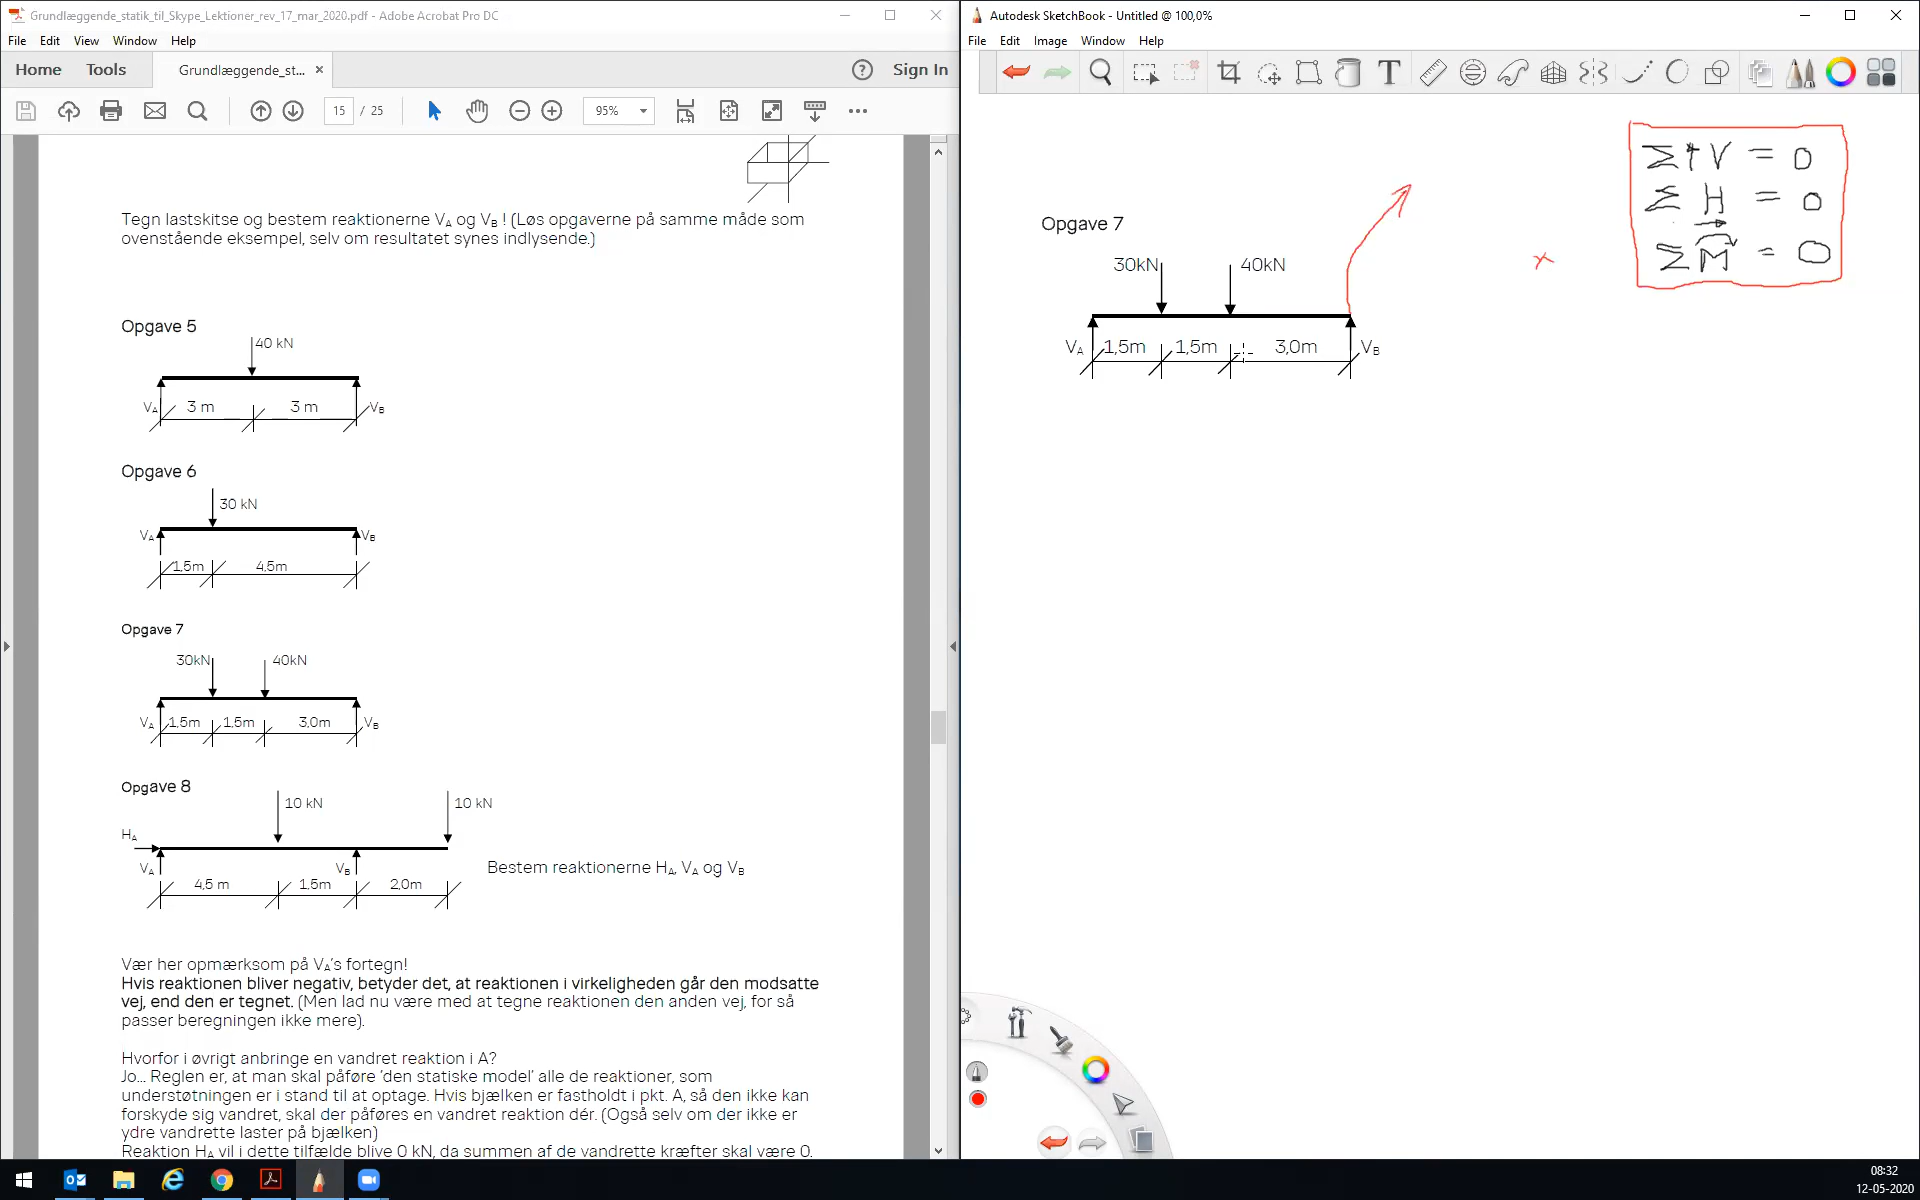 Grundlæggende_statik_til_Skype_Lektioner_rev_17_mar_2020.pdf - Adobe Acrobat Pro DC
File Edit View Window Help
Home Tools Grundlæggende_st... × Sign In
15 / 25 95%
Tegn lastskitse og bestem reaktionerne VA og VB ! (Løs opgaverne på samme måde som
ovenstående eksempel, selv om resultatet synes indlysende.)
Opgave 5
40 kN
VA 3 m 3 m VB
Opgave 6
30 kN
VA VB
1,5m 4,5m
Opgave 7
30kN 40kN
VA 1,5m 1,5m 3,0m VB
Opgave 8
10 kN 10 kN
HA
VA VB
4,5 m 1,5m 2,0m
Bestem reaktionerne HA, VA og VB
Vær her opmærksom på VA's fortegn!
Hvis reaktionen bliver negativ, betyder det, at reaktionen i virkeligheden går den modsatte
vej, end den er tegnet. (Men lad nu være med at tegne reaktionen den anden vej, for så
passer beregningen ikke mere).
Hvorfor i øvrigt anbringe en vandret reaktion i A?
Jo... Reglen er, at man skal påføre 'den statiske model' alle de reaktioner, som
understøtningen er i stand til at optage. Hvis bjælken er fastholdt i pkt. A, så den ikke kan
forskyde sig vandret, skal der påføres en vandret reaktion dér. (Også selv om der ikke er
ydre vandrette laster på bjælken)
Reaktion HA vil i dette tilfælde blive 0 kN, da summen af de vandrette kræfter skal være 0.
Autodesk SketchBook - Untitled @ 100,0%
File Edit Image Window Help
Opgave 7
30kN 40kN
VA 1,5m 1,5m 3,0m VB
x
Σ↑V = 0
Σ H = 0
Σ M = 0
08:32
12-05-2020